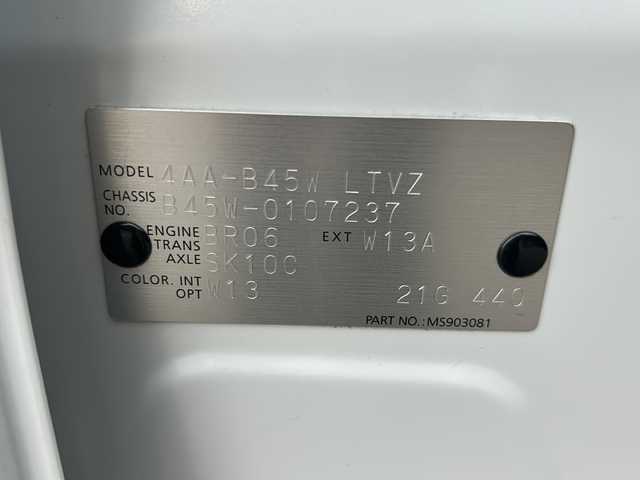 MODEL 4AA-B45W LTVZ
CHASSIS NO. B45W-0107237
ENGINE BR06 EXT W13A
TRANS AXLE SK10C
COLOR. INT OPT W13 21G 440
PART NO.:MS903081